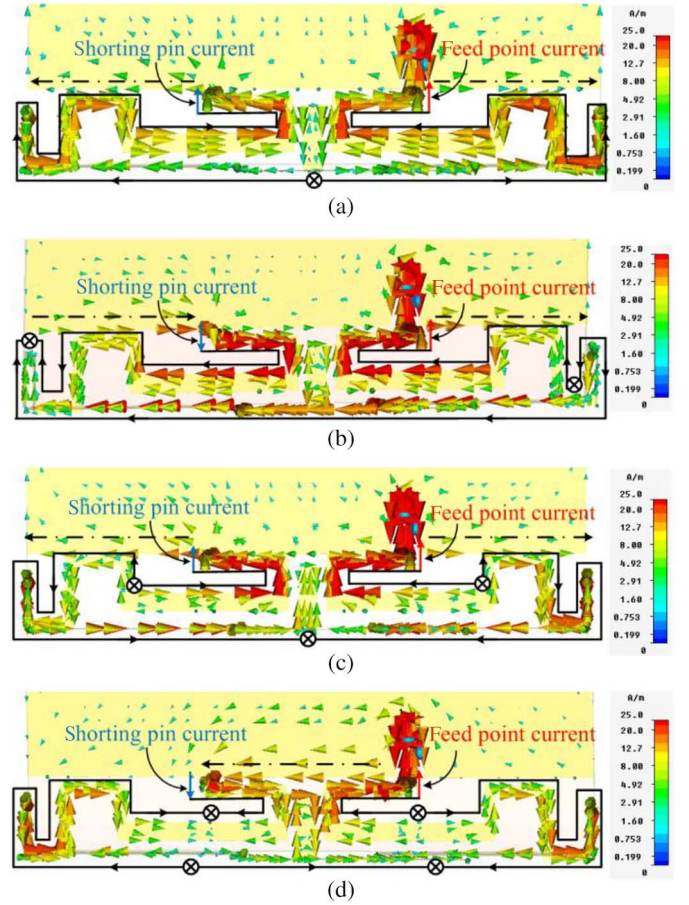 A/m
25.0
20.0
12.7
8.00
4.92
1.60
0.753
0.199
0
Shorting pin current
Feed point current
(a)
A/m
25.0
20.0
12.7
8.00
4.92
2.60
1.60
0.753
0.199
0
Shorting pin current
Feed point current
(b)
A/m
25.0
20.0
12.7
8.00
4.92
2.60
1.60
0.753
0.199
0
Shorting pin current
Feed point current
(c)
A/m
25.0
20.0
12.7
8.00
4.92
2.60
1.60
0.753
0.199
0
Shorting pin current
Feed point current
(d)